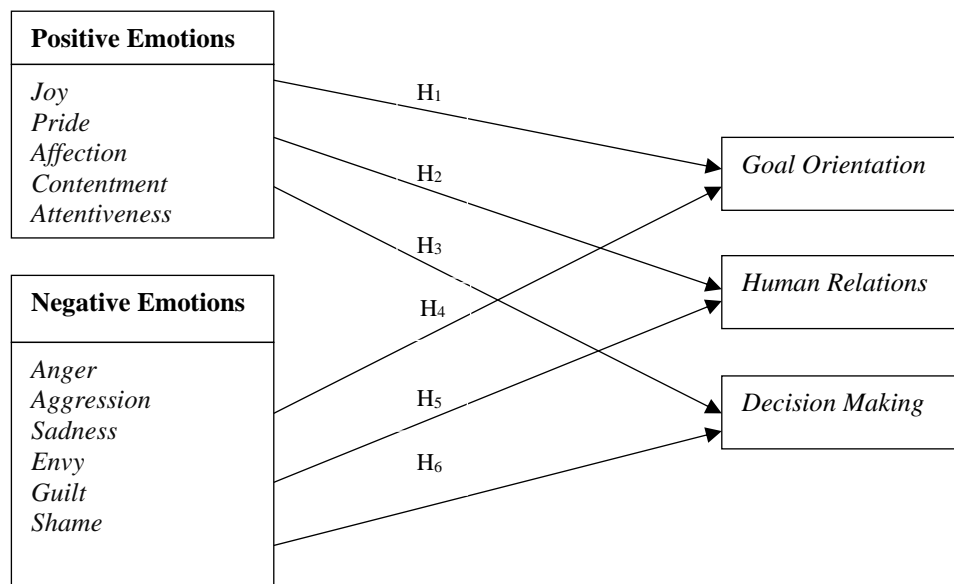 Positive Emotions
Joy
Pride
Affection
Contentment
Attentiveness
Negative Emotions
Anger
Aggression
Sadness
Envy
Guilt
Shame
H1
H2
H3
H4
H5
H6
Goal Orientation
Human Relations
Decision Making